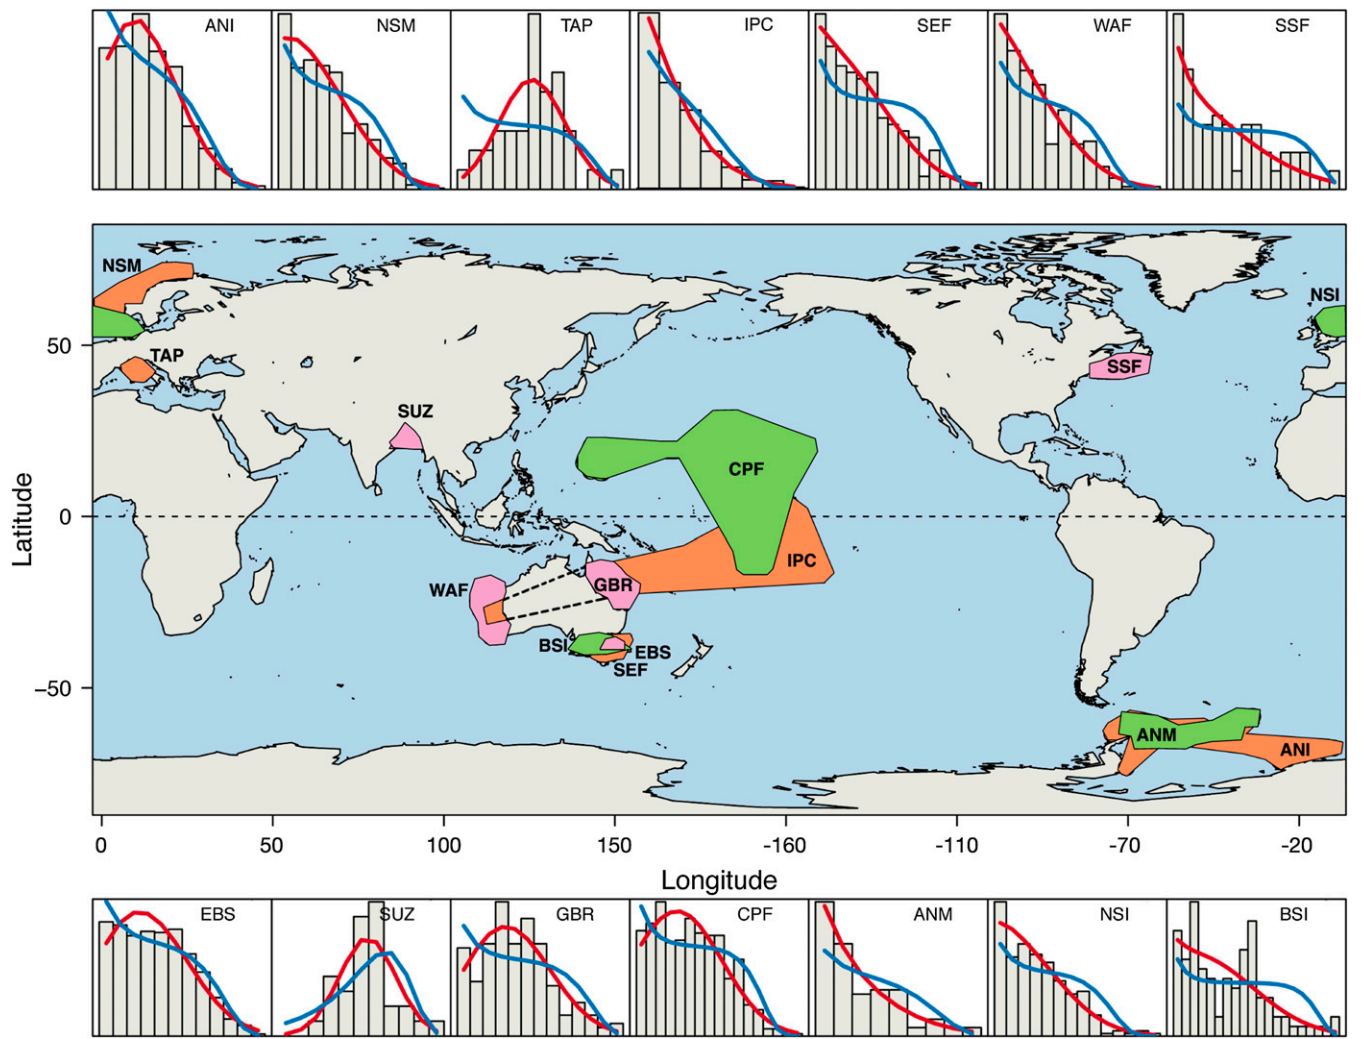 ANI NSM TAP IPC SEF WAF SSF
NSM
NSI
50
TAP
SSF
SUZ
CPF
Latitude
0
IPC
WAF
GBR
BSI
EBS
SEF
−50
ANM
ANI
0 50 100 150 -160 -110 -70 -20
Longitude
EBS SUZ GBR CPF ANM NSI BSI